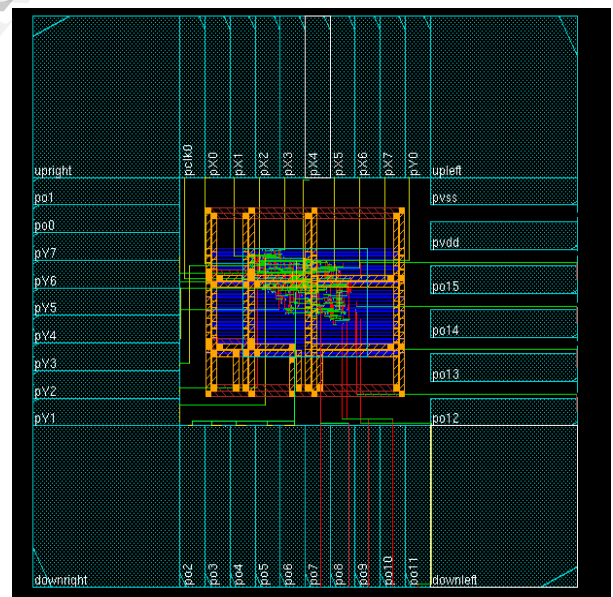 pclk0
pX0
pX1
pX2
pX3
pX4
pX5
pX6
pX7
pY0
upright
upleft
po1
pvss
po0
pvdd
pY7
po15
pY6
pY5
po14
pY4
pY3
po13
pY2
pY1
po12
po2
po3
po4
po5
po6
po7
po8
po9
po10
po11
downright
downleft